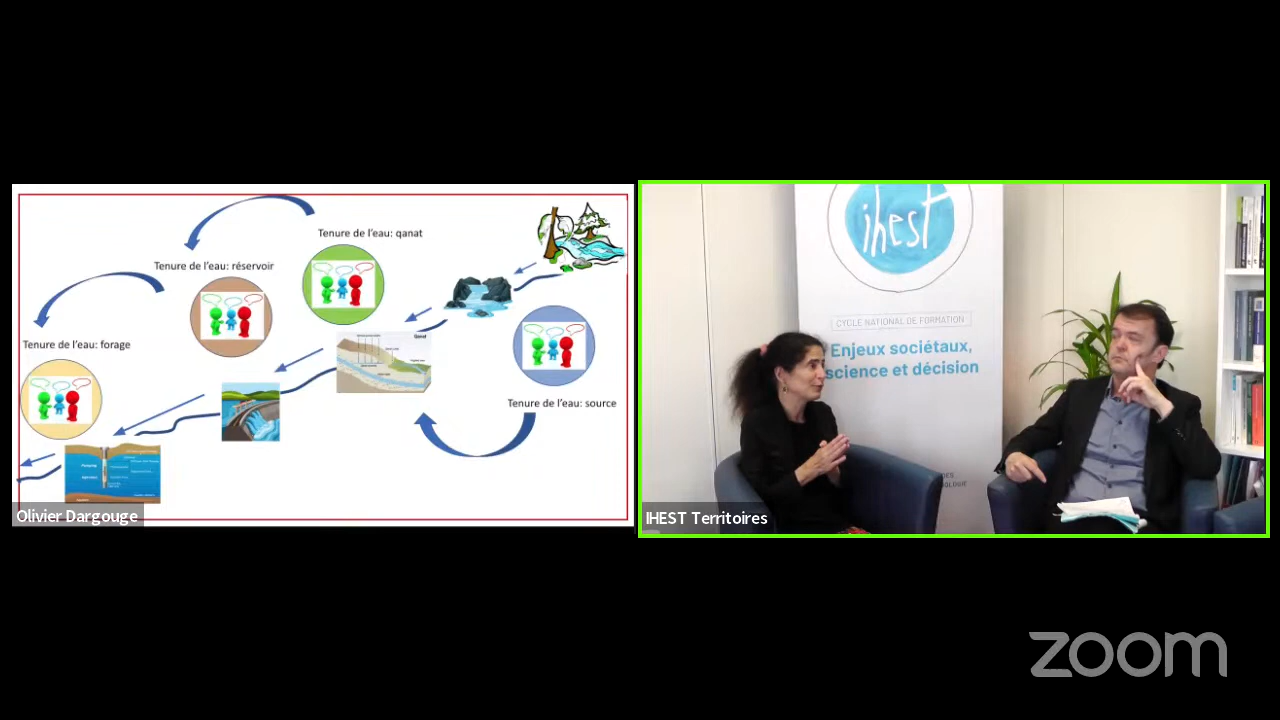 Tenure de l'eau: qanat
Tenure de l'eau: réservoir
Tenure de l'eau: forage
Tenure de l'eau: source
Qanat
Olivier Dargouge
ihest
CYCLE NATIONAL DE FORMATION
Enjeux sociétaux,
science et décision
IHEST Territoires
zoom